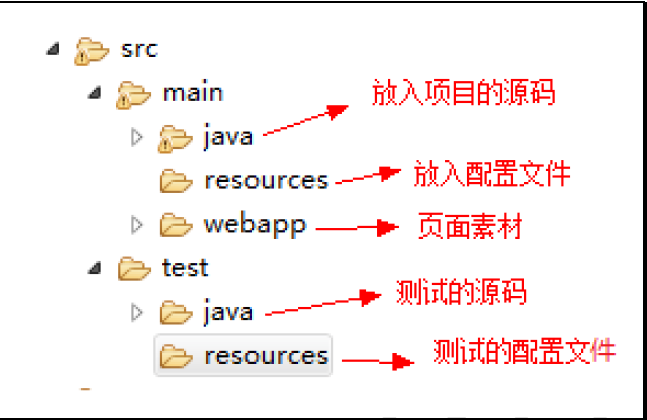 src
main
放入项目的源码
java
resources 放入配置文件
webapp 页面素材
test
测试的源码
java
resources 测试的配置文件